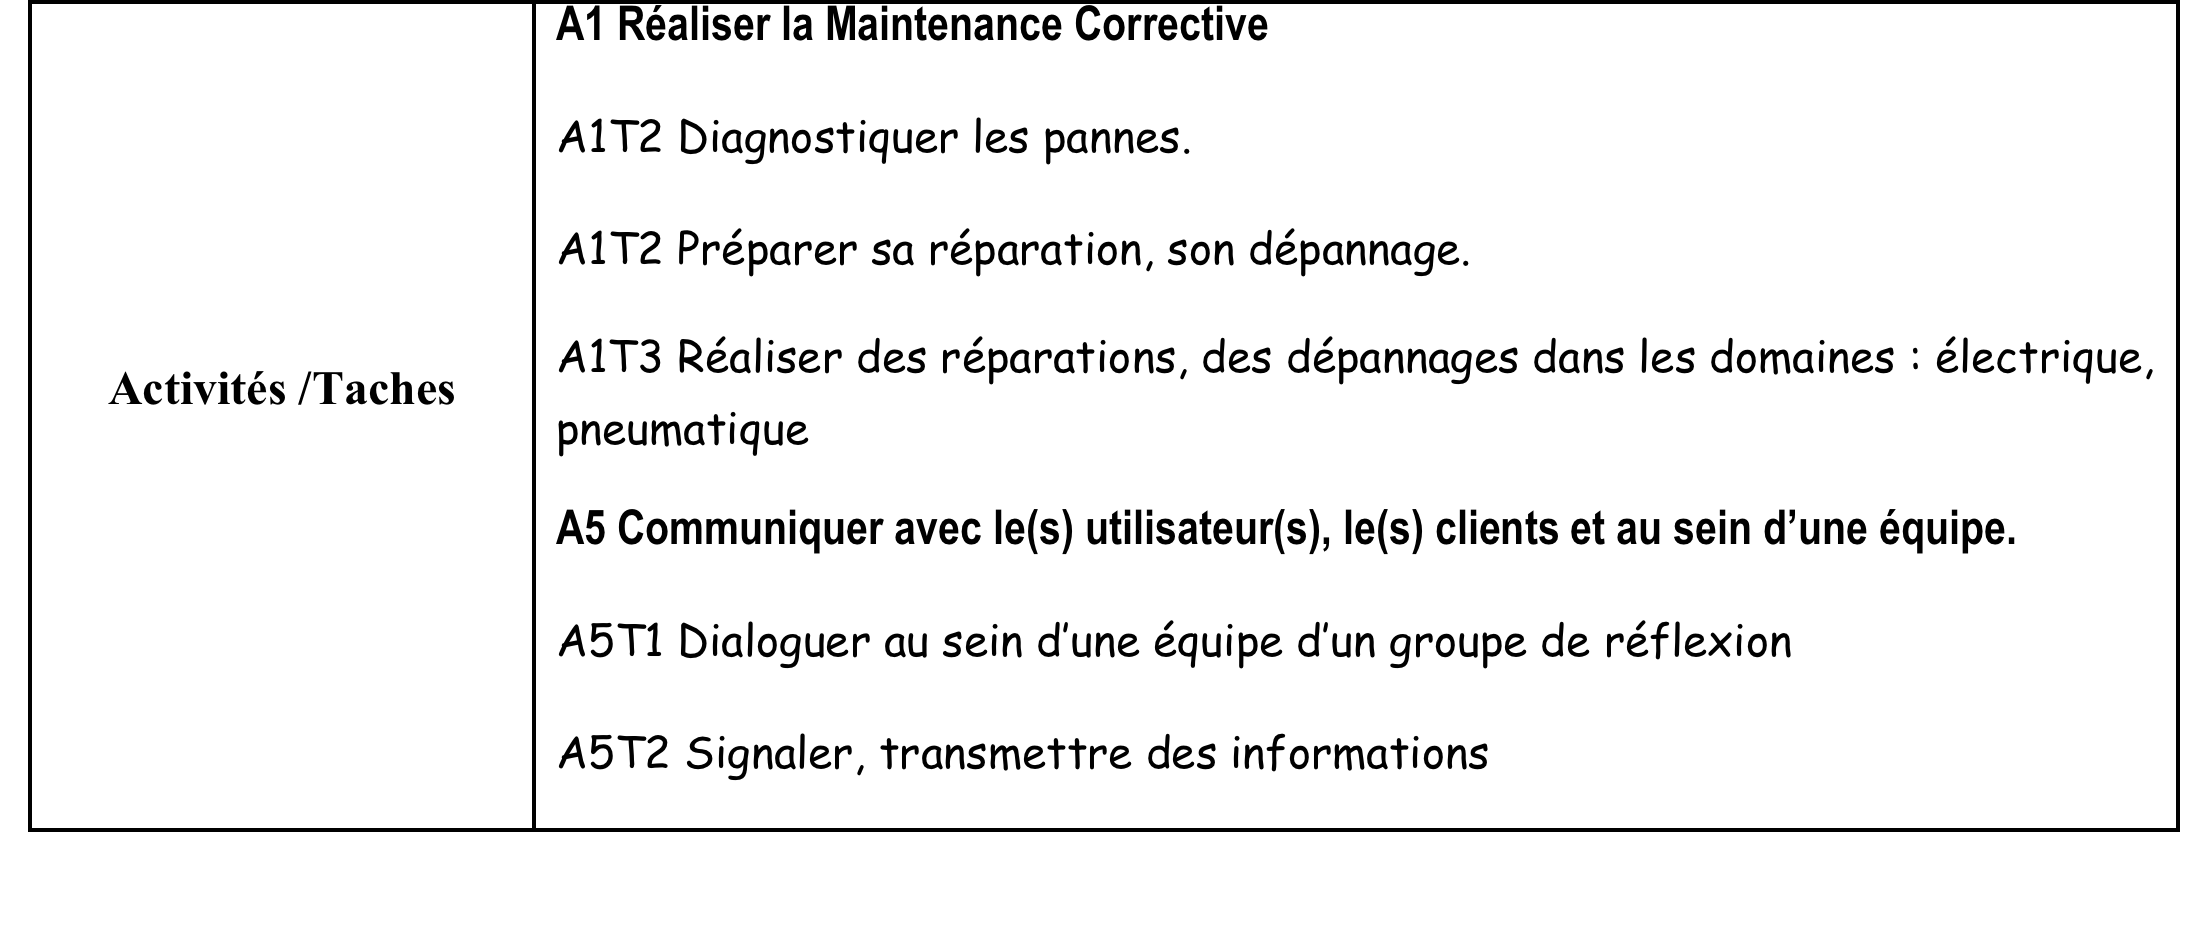 A1 Réaliser la Maintenance Corrective
A1T2 Diagnostiquer les pannes.
A1T2 Préparer sa réparation, son dépannage.
A1T3 Réaliser des réparations, des dépannages dans les domaines : électrique,
Activités /Taches
pneumatique
A5 Communiquer avec le(s) utilisateur(s), le(s) clients et au sein d’une équipe.
A5T1 Dialoguer au sein d’une équipe d’un groupe de réflexion
A5T2 Signaler, transmettre des informations